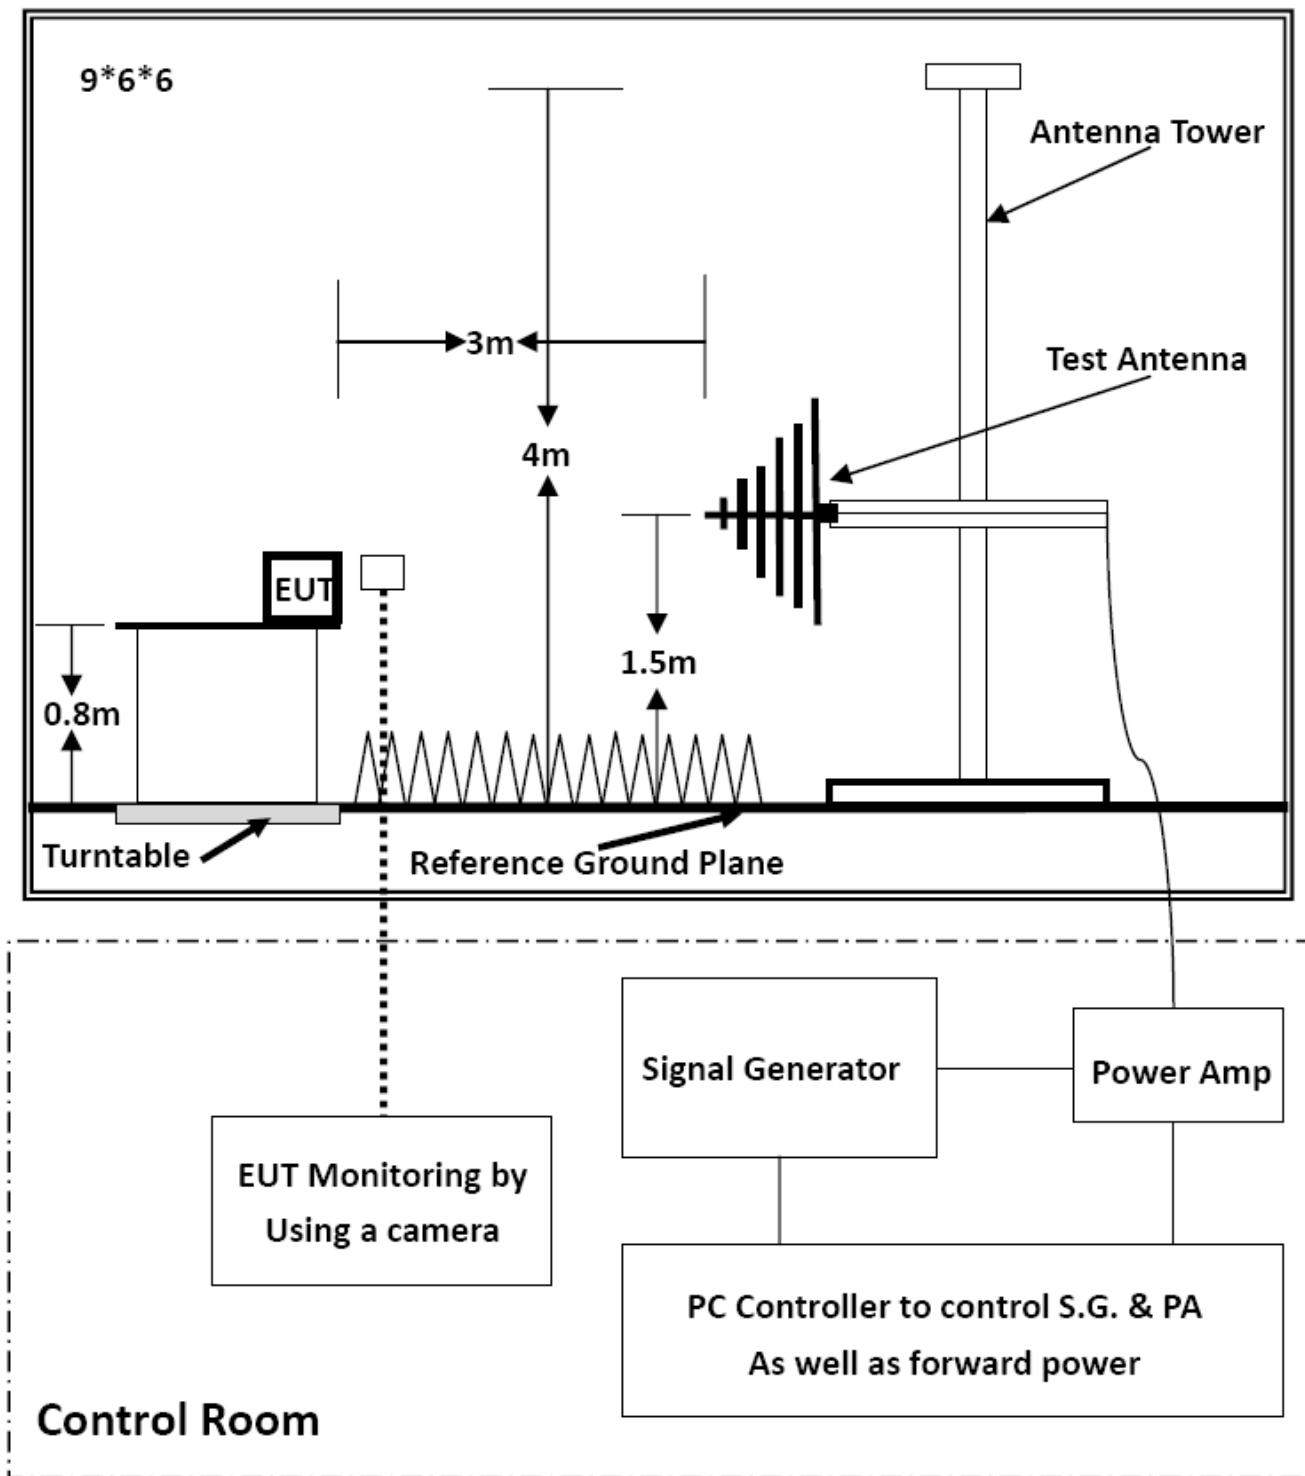 9*6*6
Antenna Tower
3m
Test Antenna
4m
EUT
1.5m
0.8m
Turntable
Reference Ground Plane
Signal Generator
Power Amp
EUT Monitoring by
Using a camera
PC Controller to control S.G. & PA
As well as forward power
Control Room